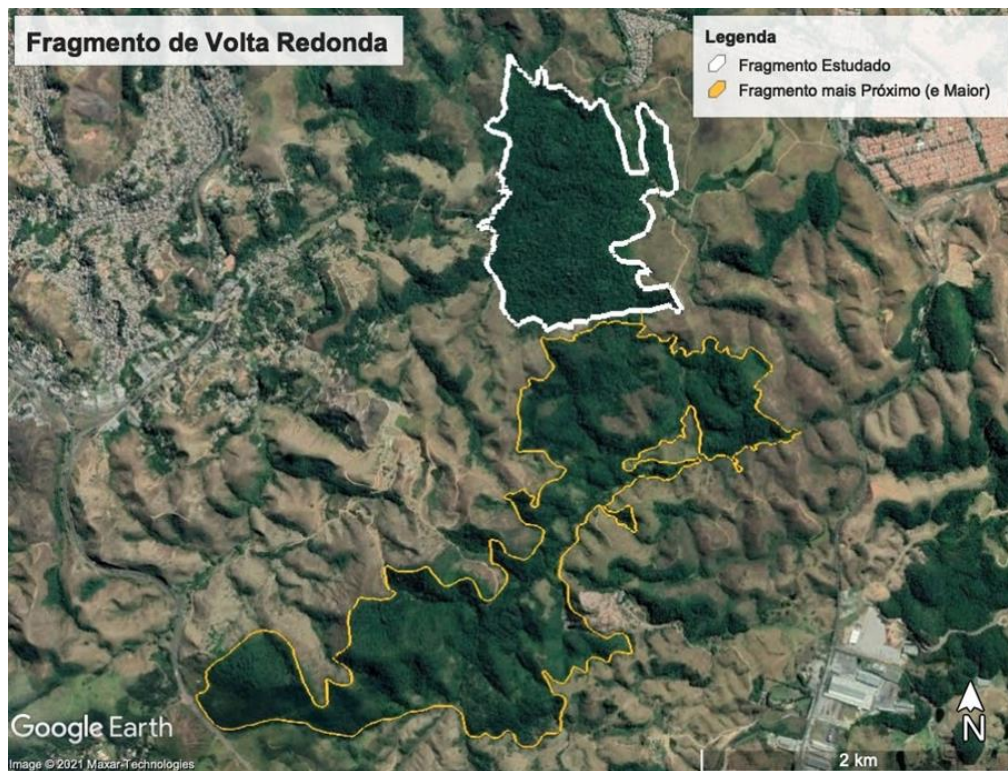 Fragmento de Volta Redonda
Legenda
Fragmento Estudado
Fragmento mais Próximo (e Maior)
Google Earth
Image © 2021 Maxar Technologies
2 km
N